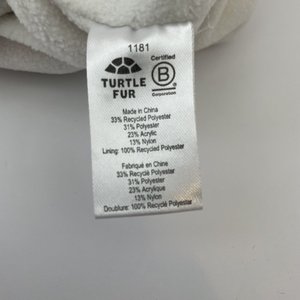 1181
Certified
B
Corporation
TURTLE
FUR
Made in China
33% Recycled Polyester
31% Polyester
23% Acrylic
13% Nylon
Lining: 100% Recycled Polyester
Fabriqué en Chine
33% Recyclé Polyester
31% Polyester
23% Acrylique
13% Nylon
Doublure: 100% Recyclé Polyester